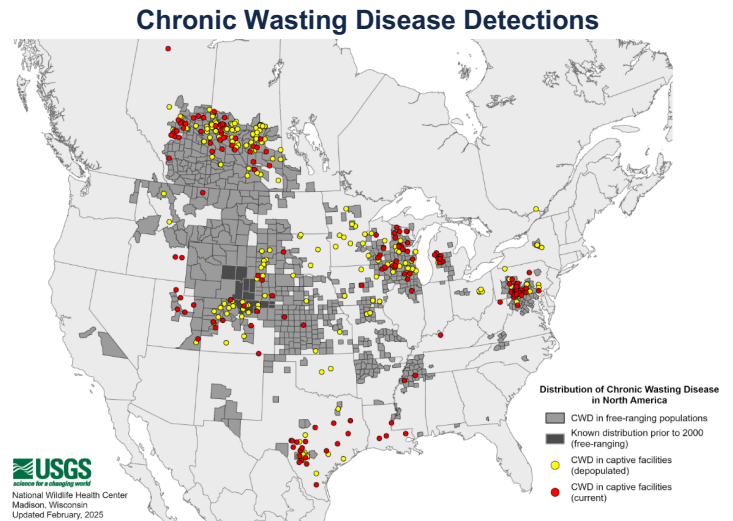 Chronic Wasting Disease Detections
Distribution of Chronic Wasting Disease
in North America
CWD in free-ranging populations
Known distribution prior to 2000
(free-ranging)
CWD in captive facilities
(depopulated)
CWD in captive facilities
(current)
USGS
science for a changing world
National Wildlife Health Center
Madison, Wisconsin
Updated February, 2025